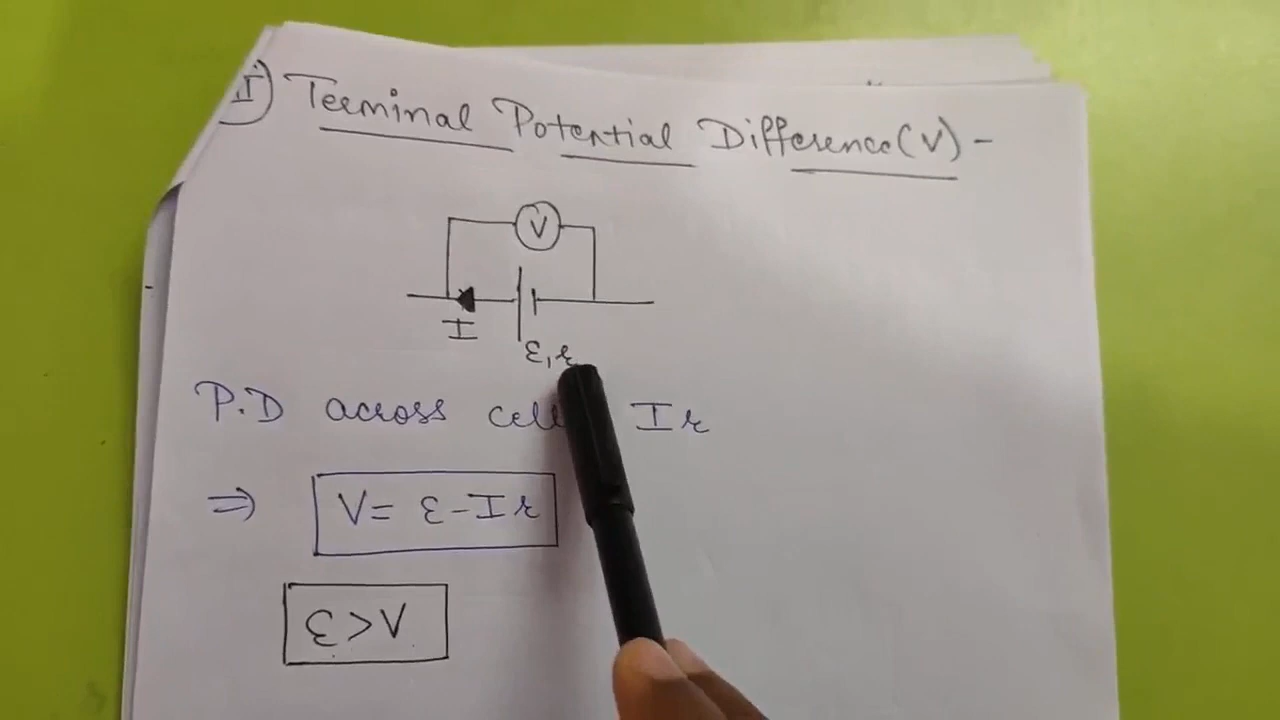 I) Terminal Potential Difference (V) -
V
I
ε, r
P.D across cell Ir
⇒ V = ε - Ir
ε > V